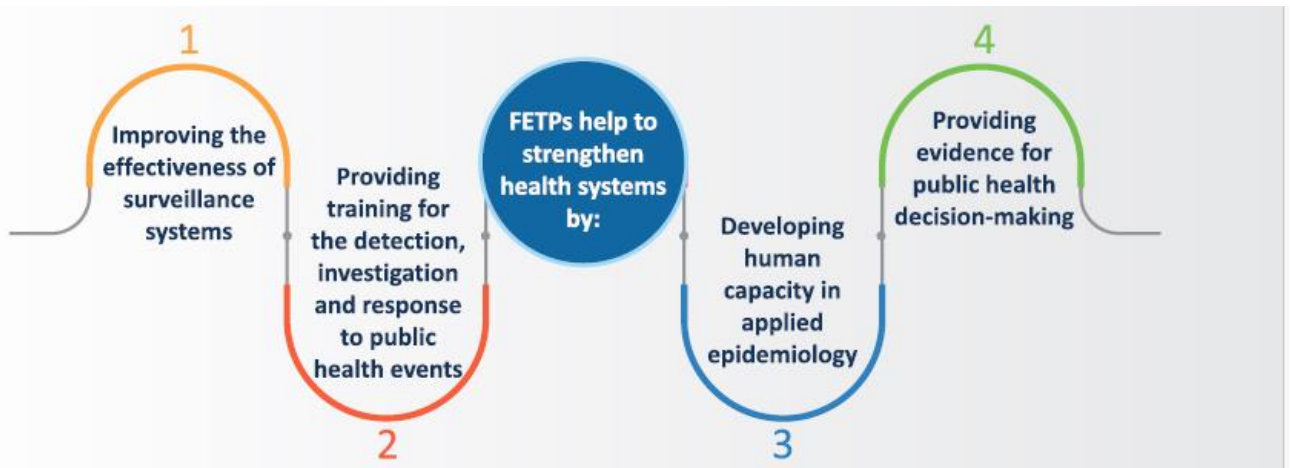 1
Improving the
effectiveness of
surveillance
systems
Providing
training for
the detection,
investigation
and response
to public
health events
2
FETPs help to
strengthen
health systems
by:
Developing
human
capacity in
applied
epidemiology
3
4
Providing
evidence for
public health
decision-making